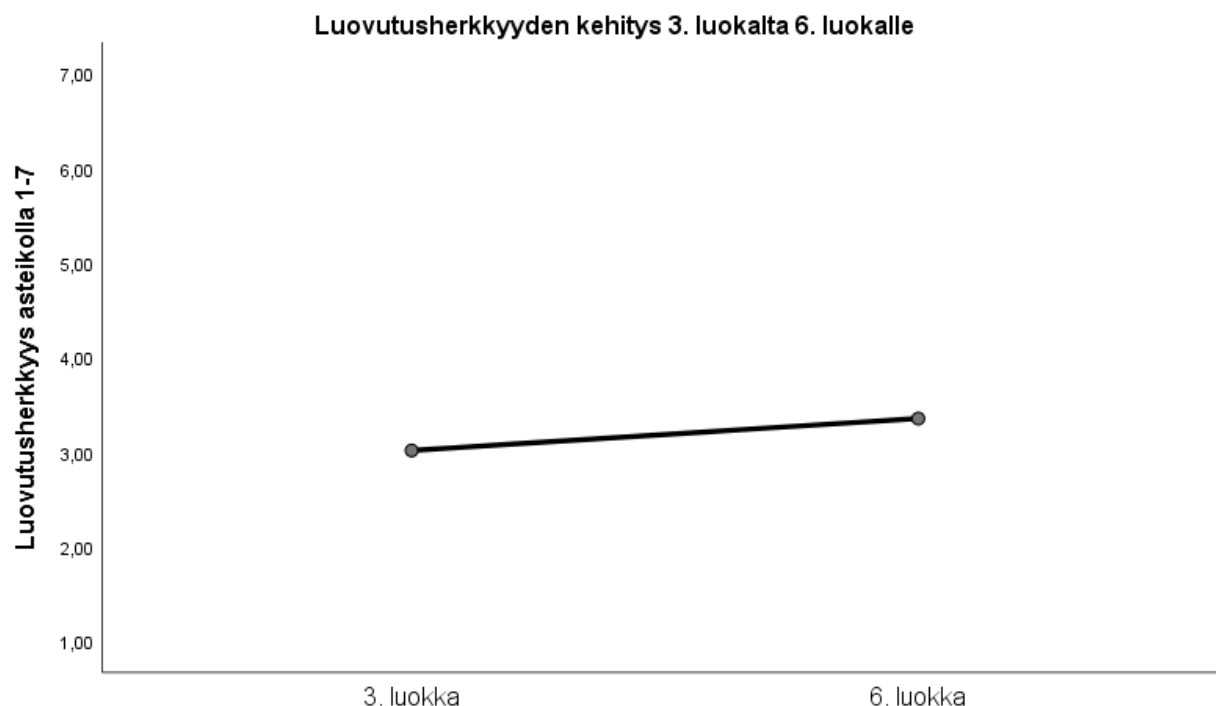 Luovutusherkkyyden kehitys 3. luokalta 6. luokalle
Luovutusherkkyys asteikolla 1-7
7,00
6,00
5,00
4,00
3,00
2,00
1,00
3. luokka
6. luokka